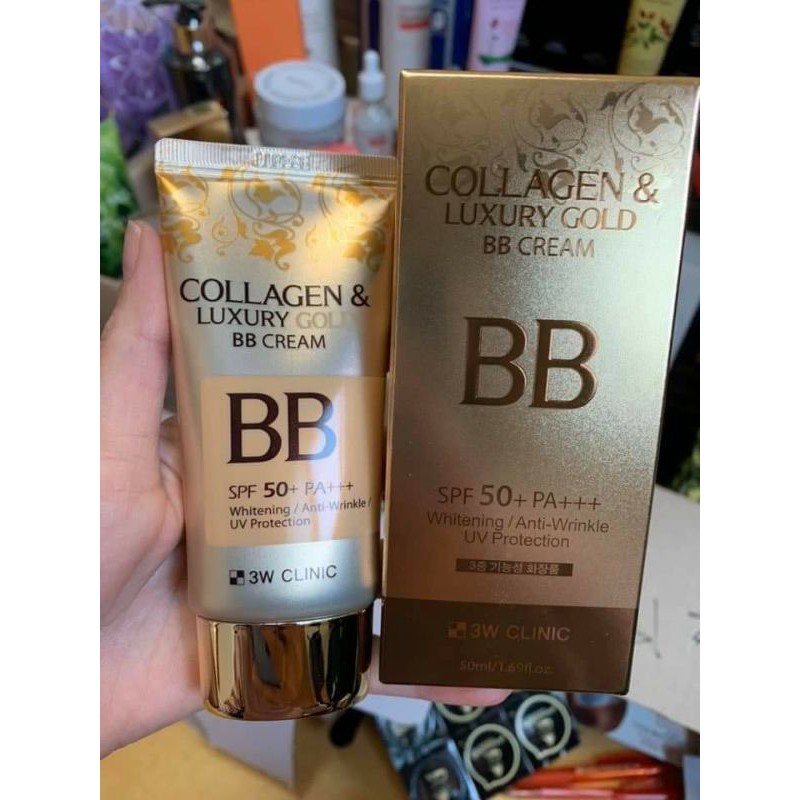 COLLAGEN &
LUXURY GOLD
BB CREAM
BB
SPF 50+ PA+++
Whitening / Anti-Wrinkle /
UV Protection
3W CLINIC
COLLAGEN &
LUXURY GOLD
BB CREAM
BB
SPF 50+ PA+++
Whitening / Anti-Wrinkle
UV Protection
3중 기능성 화장품
3W CLINIC
50ml/1.69fl.oz.